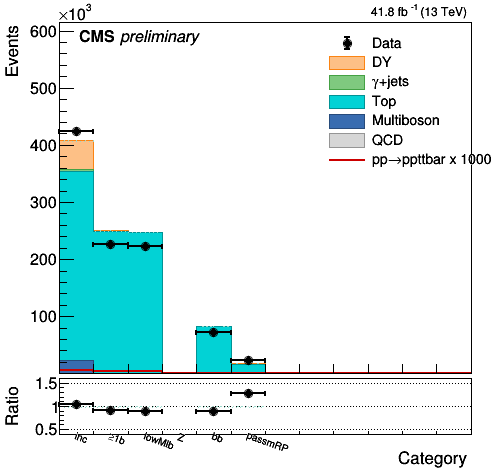 ×10³
41.8 fb⁻¹ (13 TeV)
Events
CMS preliminary
600
500
400
300
200
100
Data
DY
γ+jets
Top
Multiboson
QCD
pp→ppttbar x 1000
Ratio
1.5
1
0.5
inc
≥1b
lowMlb
Z
bb
passmRP
Category